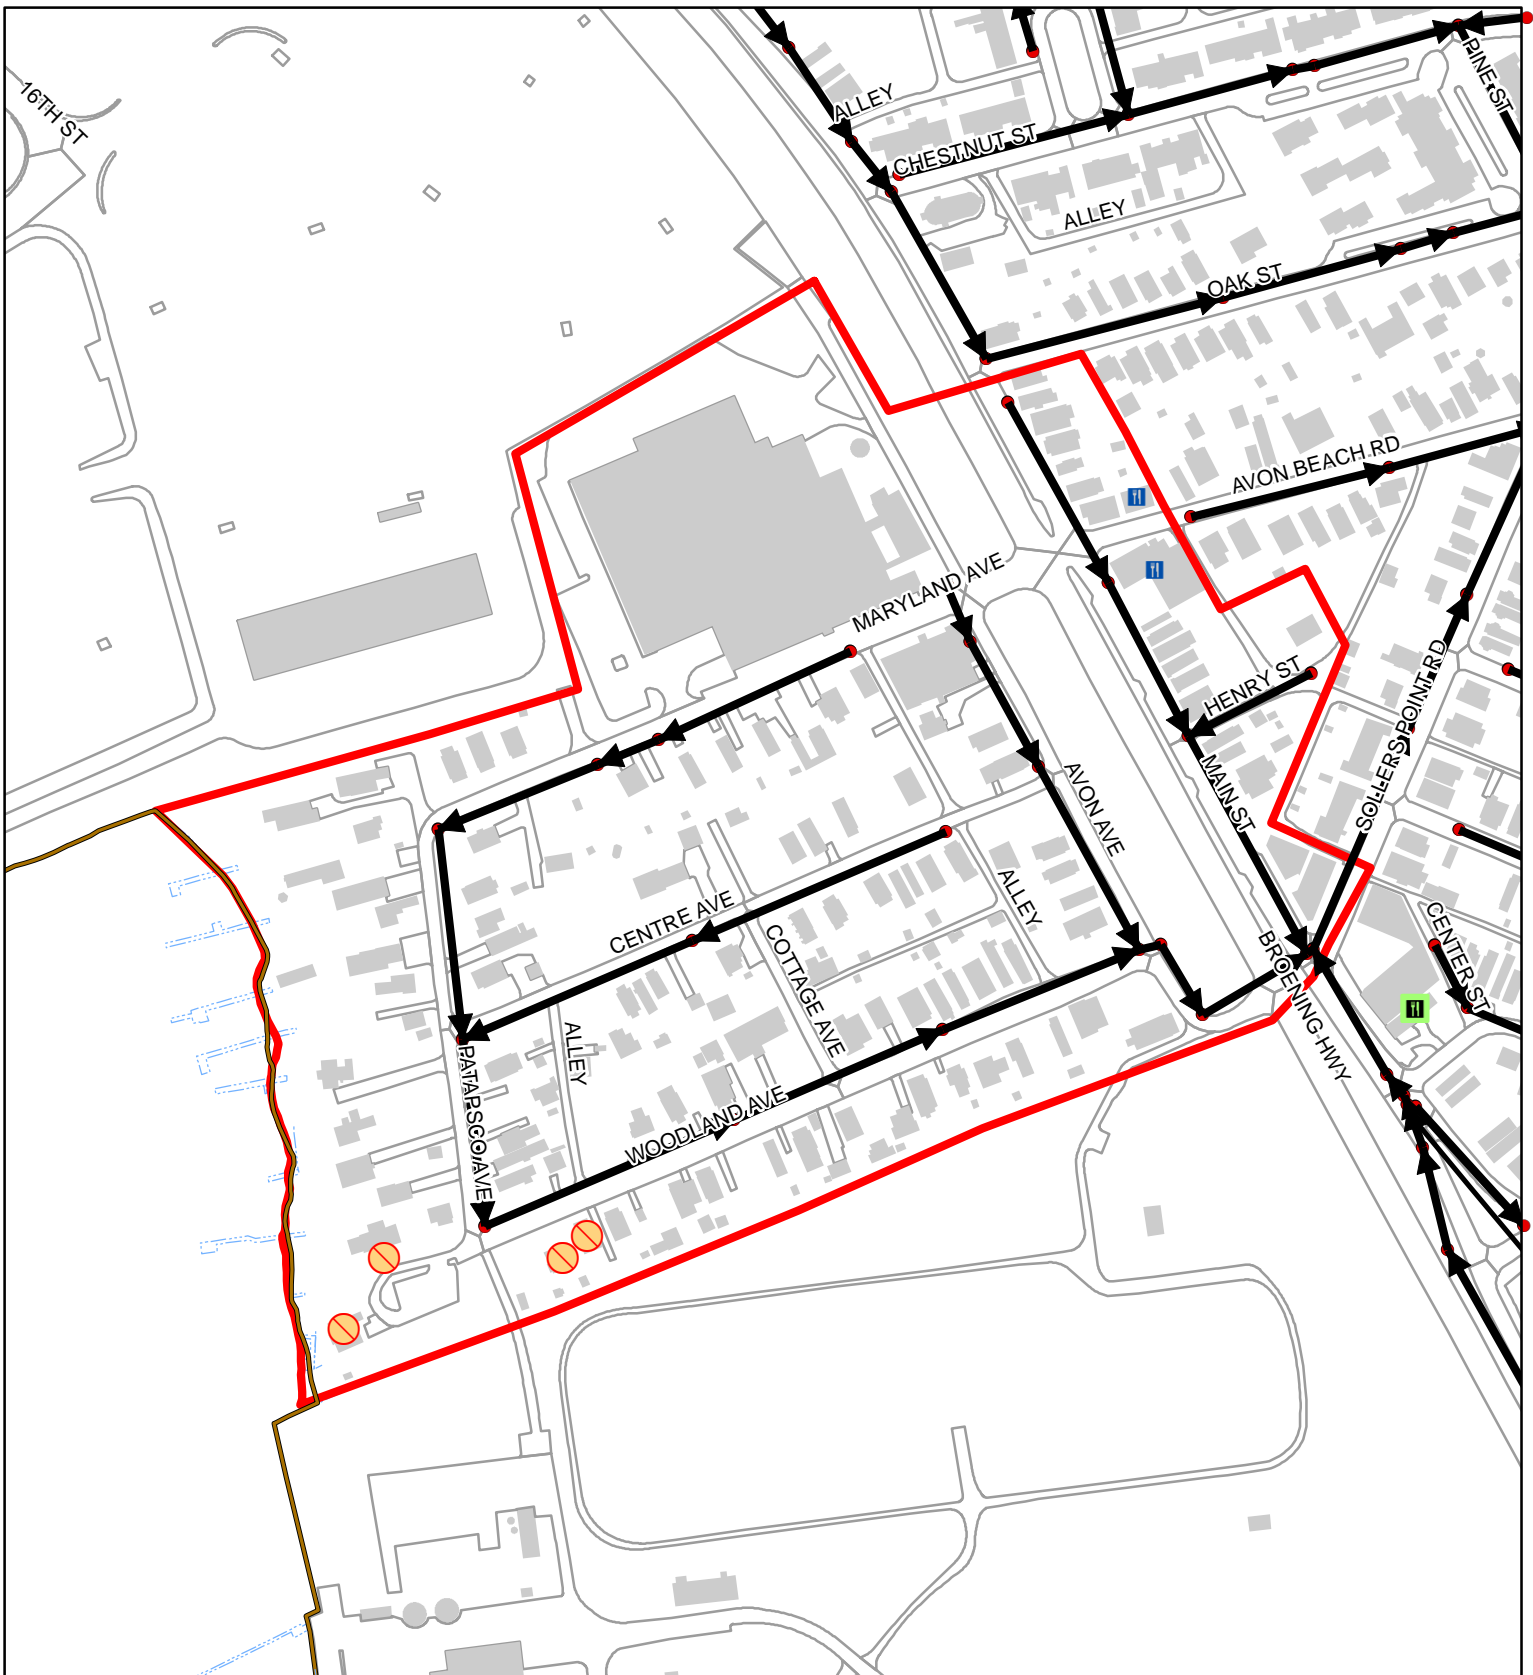 16TH ST
ALLEY
PINE ST
CHESTNUT ST
ALLEY
OAK ST
AVON BEACH RD
MARYLAND AVE
HENRY ST
SOLLERS POINT RD
MAIN ST
AVON AVE
ALLEY
CENTRE AVE
COTTAGE AVE
BROENING HWY
CENTER ST
ALLEY
PATAPSCO AVE
WOODLAND AVE